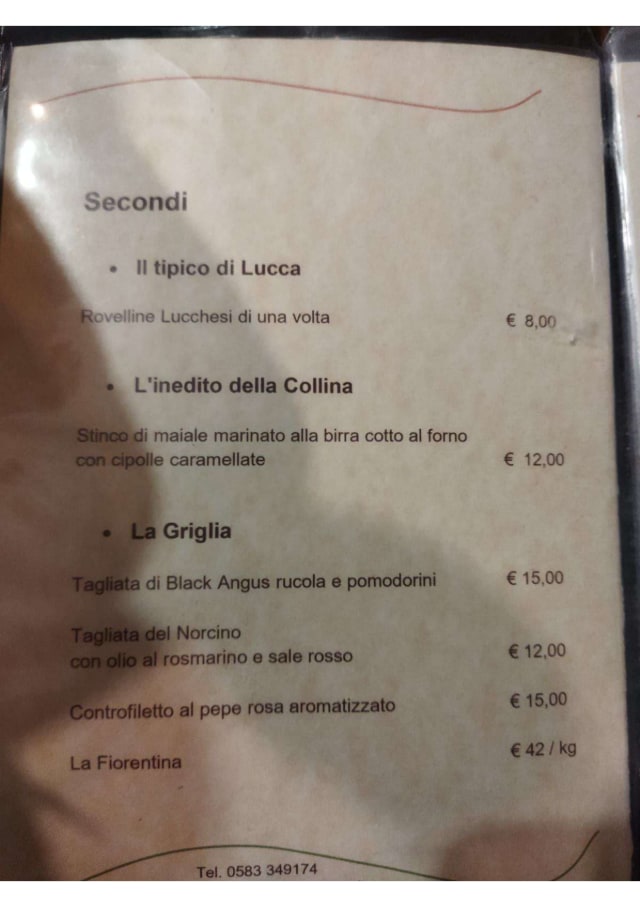 Secondi
• Il tipico di Lucca
Rovelline Lucchesi di una volta € 8,00
• L'inedito della Collina
Stinco di maiale marinato alla birra cotto al forno
con cipolle caramellate € 12,00
• La Griglia
Tagliata di Black Angus rucola e pomodorini € 15,00
Tagliata del Norcino
con olio al rosmarino e sale rosso € 12,00
Controfiletto al pepe rosa aromatizzato € 15,00
La Fiorentina € 42 / kg
Tel. 0583 349174